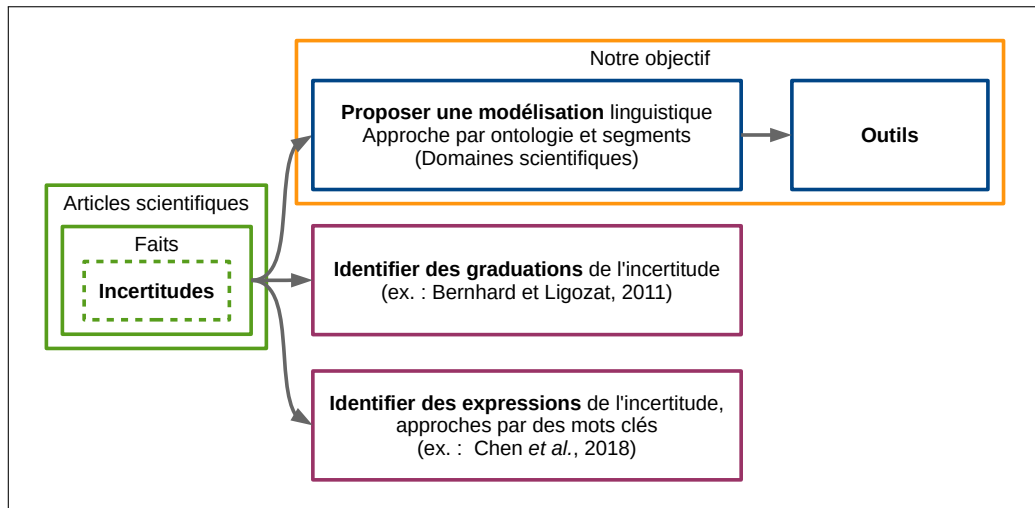 Notre objectif
Proposer une modélisation linguistique
Approche par ontologie et segments
(Domaines scientifiques)
Outils
Articles scientifiques
Faits
Incertitudes
Identifier des graduations de l'incertitude
(ex. : Bernhard et Ligozat, 2011)
Identifier des expressions de l'incertitude,
approches par des mots clés
(ex. : Chen et al., 2018)